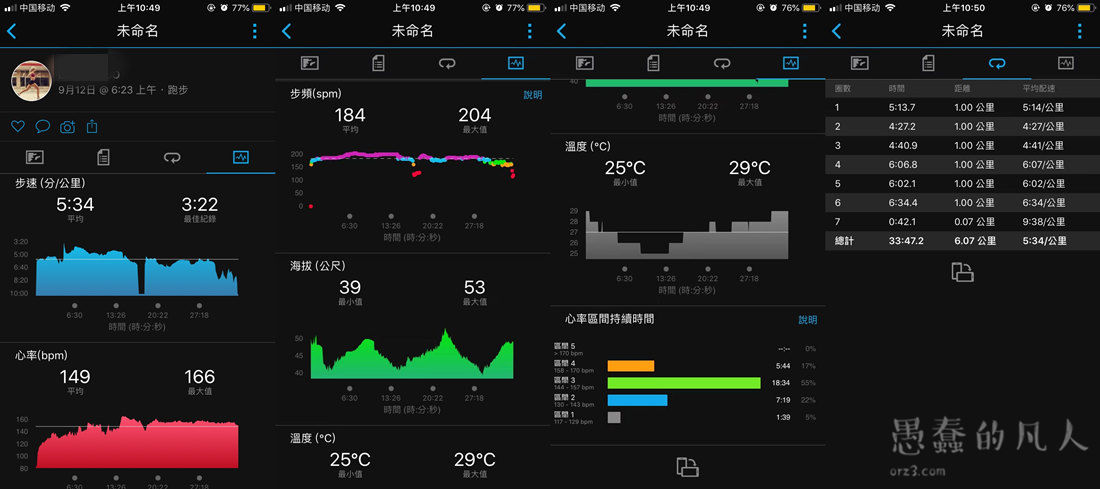 中国移动 上午10:49 77%
未命名
9月12日 @ 6:23 上午 · 跑步
步速 (分/公里)
5:34 3:22
平均 最佳紀錄
3:20
5:00
6:40
8:20
10:00
6:30 13:26 20:22 27:18
時間 (時:分:秒)
心率(bpm)
149 166
平均 最大值
160
140
120
100
80
6:30 13:26 20:22 27:18
中国移动 上午10:49 77%
未命名
步頻(spm) 說明
184 204
平均 最大值
200
150
100
50
0
6:30 13:26 20:22 27:18
時間 (時:分:秒)
海拔 (公尺)
39 53
最小值 最大值
50
45
40
6:30 13:26 20:22 27:18
時間 (時:分:秒)
溫度 (°C)
25°C 29°C
最小值 最大值
中国移动 上午10:49 76%
未命名
40
6:30 13:26 20:22 27:18
時間 (時:分:秒)
溫度 (°C)
25°C 29°C
最小值 最大值
29
28
27
26
25
6:30 13:26 20:22 27:18
時間 (時:分:秒)
心率區間持續時間 說明
區間 5 --:-- 0%
> 170 bpm
區間 4 5:44 17%
158 - 170 bpm
區間 3 18:34 55%
144 - 157 bpm
區間 2 7:19 22%
130 - 143 bpm
區間 1 1:39 5%
117 - 129 bpm
中国移动 上午10:50 76%
未命名
圈數 時間 距離 平均配速
1 5:13.7 1.00 公里 5:14/公里
2 4:27.2 1.00 公里 4:27/公里
3 4:40.9 1.00 公里 4:41/公里
4 6:06.8 1.00 公里 6:07/公里
5 6:02.1 1.00 公里 6:02/公里
6 6:34.4 1.00 公里 6:34/公里
7 0:42.1 0.07 公里 9:38/公里
總計 33:47.2 6.07 公里 5:34/公里
愚蠢的凡人
orz3.com